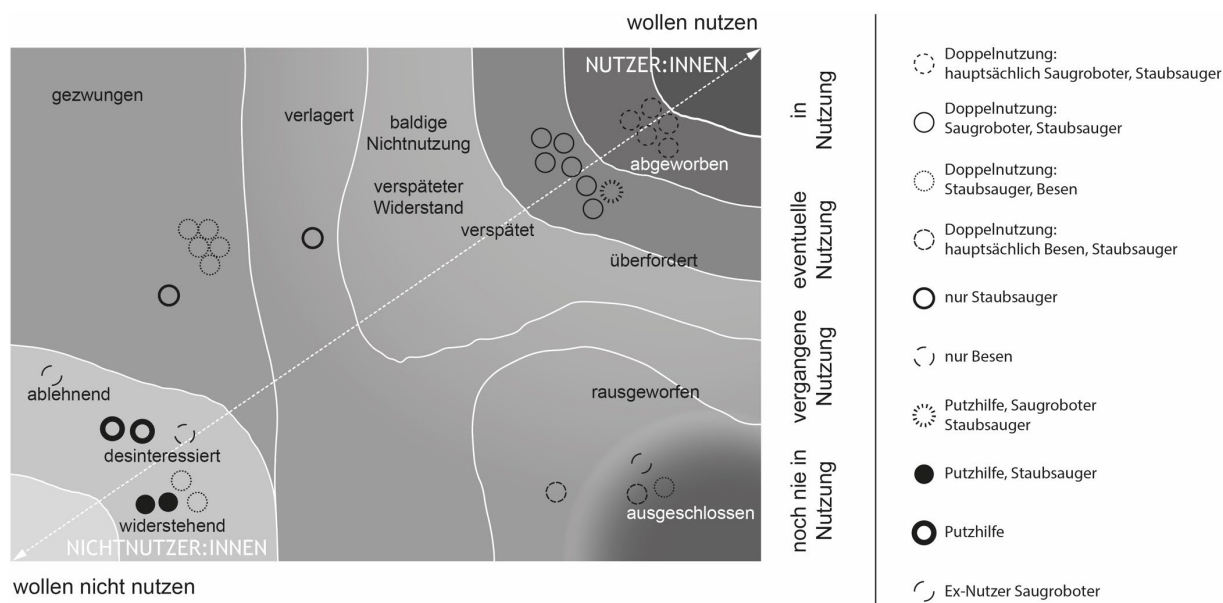 wollen nutzen
NUTZER:INNEN
gezwungen
verlagert
baldige
Nichtnutzung
abgeworben
verspäteter
Widerstand
verspätet
überfordert
ablehnend
rausgeworfen
desinteressiert
widerstehend
ausgeschlossen
NICHTNUTZER:INNEN
wollen nicht nutzen
in
Nutzung
eventuelle
Nutzung
vergangene
Nutzung
noch nie in
Nutzung
Doppelnutzung:
hauptsächlich Saugroboter, Staubsauger
Doppelnutzung:
Saugroboter, Staubsauger
Doppelnutzung:
Staubsauger, Besen
Doppelnutzung:
hauptsächlich Besen, Staubsauger
nur Staubsauger
nur Besen
Putzhilfe, Saugroboter
Staubsauger
Putzhilfe, Staubsauger
Putzhilfe
Ex-Nutzer Saugroboter